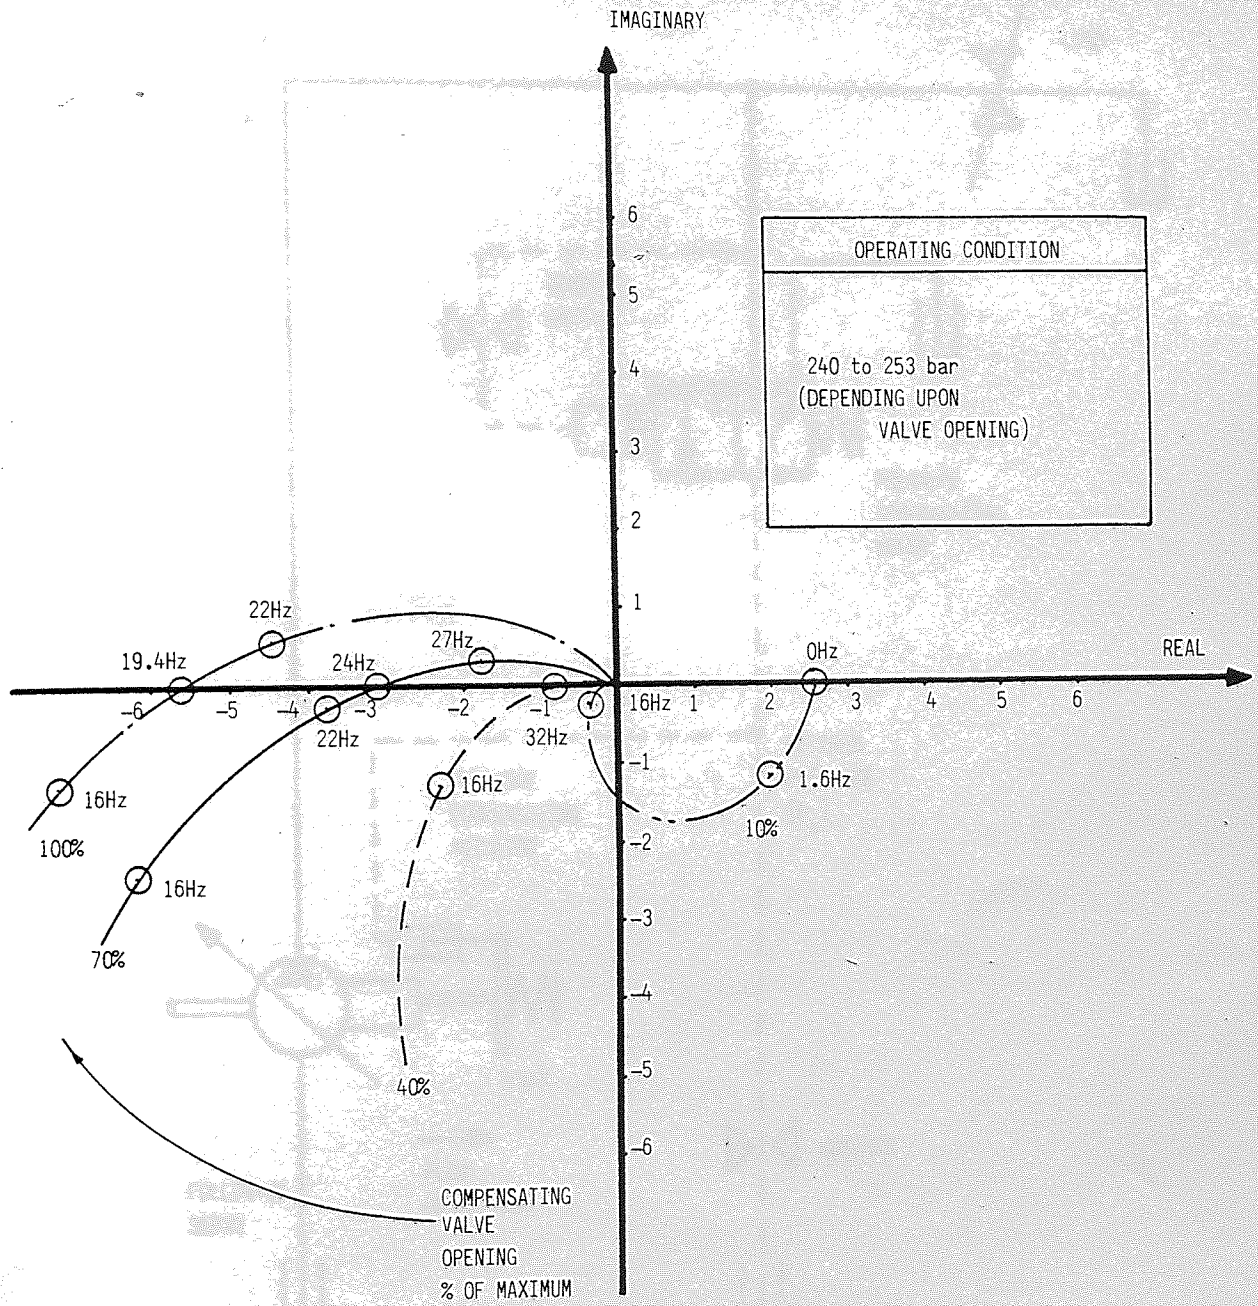 IMAGINARY
6
5
4
3
2
1
OPERATING CONDITION
240 to 253 bar
(DEPENDING UPON
VALVE OPENING)
22Hz
27Hz
19.4Hz
24Hz
0Hz
REAL
-6
-5
-4
-3
-2
-1
16Hz
1
2
3
4
5
6
22Hz
32Hz
-1
16Hz
16Hz
1.6Hz
10%
100%
-2
16Hz
-3
70%
-4
-5
40%
-6
COMPENSATING
VALVE
OPENING
% OF MAXIMUM